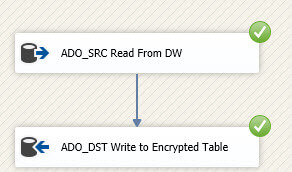 ADO_SRC Read From DW
ADO_DST Write to Encrypted Table